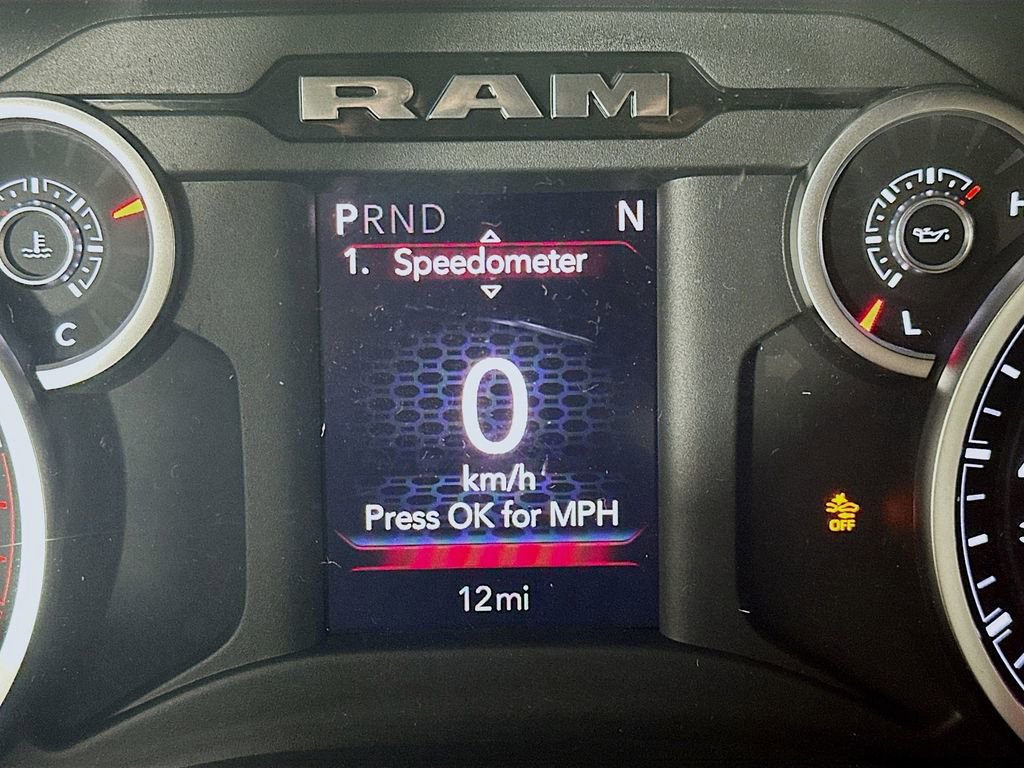 RAM
PRND N
1. Speedometer
C
H
L
0
km/h
Press OK for MPH
OFF
12mi